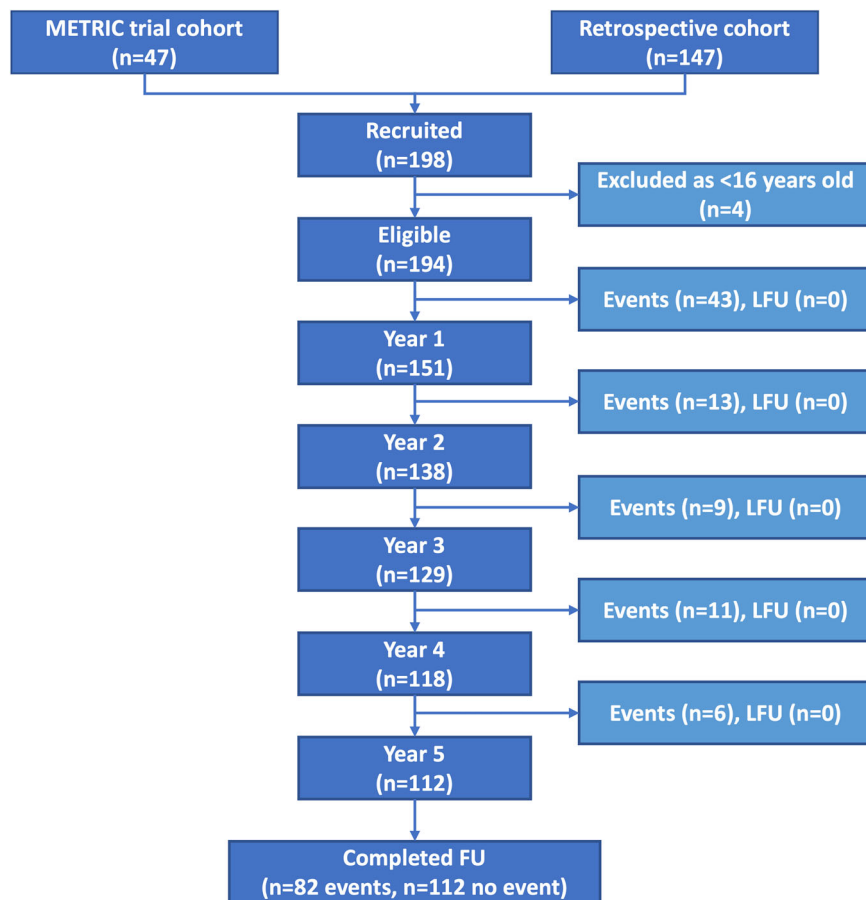 METRIC trial cohort
(n=47)
Retrospective cohort
(n=147)
Recruited
(n=198)
Excluded as <16 years old
(n=4)
Eligible
(n=194)
Events (n=43), LFU (n=0)
Year 1
(n=151)
Events (n=13), LFU (n=0)
Year 2
(n=138)
Events (n=9), LFU (n=0)
Year 3
(n=129)
Events (n=11), LFU (n=0)
Year 4
(n=118)
Events (n=6), LFU (n=0)
Year 5
(n=112)
Completed FU
(n=82 events, n=112 no event)